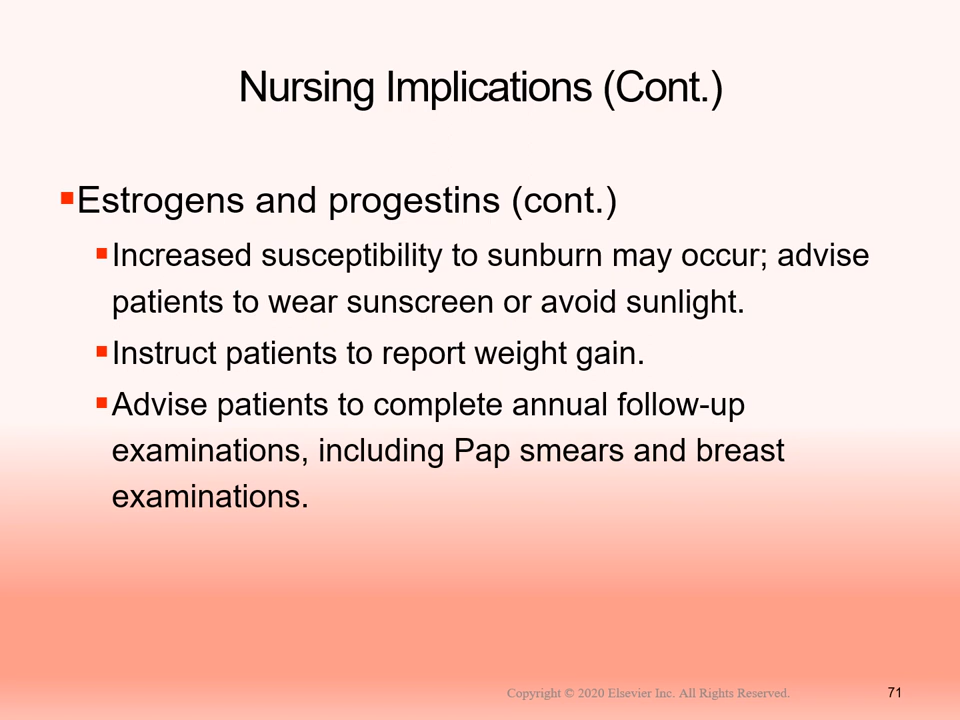 Nursing Implications (Cont.)
▪Estrogens and progestins (cont.)
▪Increased susceptibility to sunburn may occur; advise
patients to wear sunscreen or avoid sunlight.
▪Instruct patients to report weight gain.
▪Advise patients to complete annual follow-up
examinations, including Pap smears and breast
examinations.
Copyright © 2020 Elsevier Inc. All Rights Reserved.
71